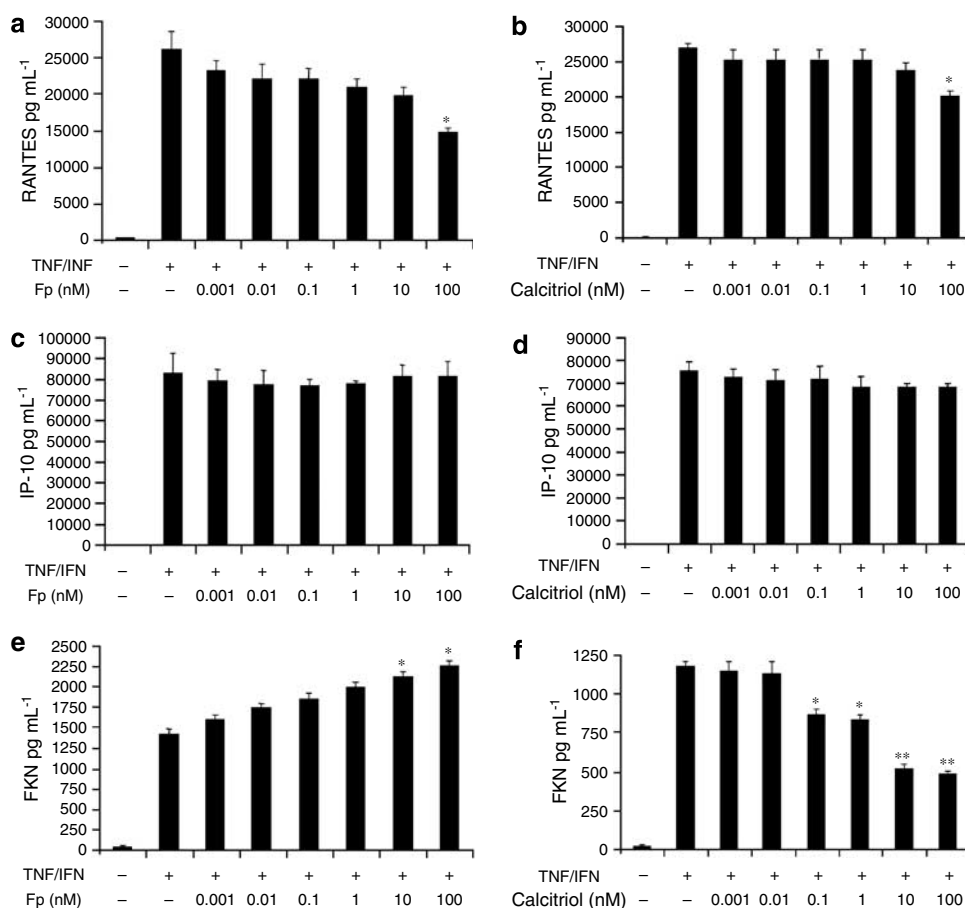 a
30000
25000
20000
15000
10000
5000
0
RANTES pg mL-1
*
TNF/INF – + + + + + + +
Fp (nM) – – 0.001 0.01 0.1 1 10 100
b
30000
25000
20000
15000
10000
5000
0
RANTES pg mL-1
*
TNF/IFN – + + + + + + +
Calcitriol (nM) – – 0.001 0.01 0.1 1 10 100
c
100000
90000
80000
70000
60000
50000
40000
30000
20000
10000
0
IP-10 pg mL-1
TNF/IFN – + + + + + + +
Fp (nM) – – 0.001 0.01 0.1 1 10 100
d
90000
80000
70000
60000
50000
40000
30000
20000
10000
0
IP-10 pg mL-1
TNF/IFN – + + + + + + +
Calcitriol (nM) – – 0.001 0.01 0.1 1 10 100
e
2500
2250
2000
1750
1500
1250
1000
750
500
250
0
FKN pg mL-1
* *
TNF/IFN – + + + + + + +
Fp (nM) – – 0.001 0.01 0.1 1 10 100
f
1250
1000
750
500
250
0
FKN pg mL-1
* * ** **
TNF/IFN – + + + + + + +
Calcitriol (nM) – – 0.001 0.01 0.1 1 10 100